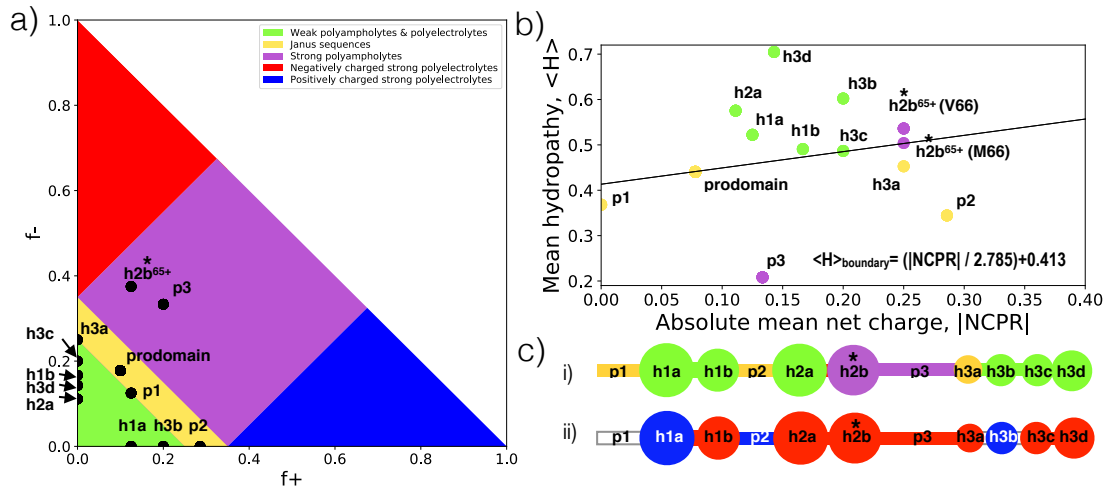 a)
1.0
0.8
0.6
0.4
0.2
0.0
0.0
0.2
0.4
0.6
0.8
1.0
f-
f+
Weak polyampholytes & polyelectrolytes
Janus sequences
Strong polyampholytes
Negatively charged strong polyelectrolytes
Positively charged strong polyelectrolytes
*
h2b65+
p3
h3a
h3c
prodomain
h1b
h3d
h2a
p1
h1a h3b p2
b)
Mean hydropathy, <H>
0.7
0.6
0.5
0.4
0.3
0.2
h3d
h2a
h3b
*
h2b65+ (V66)
h1a
h1b
h3c
*
h2b65+ (M66)
h3a
prodomain
p1
p2
p3
<H>boundary= (|NCPR| / 2.785)+0.413
0.00 0.05 0.10 0.15 0.20 0.25 0.30 0.35 0.40
Absolute mean net charge, |NCPR|
c)
i)
p1 h1a h1b p2 h2a * h2b p3 h3a h3b h3c h3d
ii)
p1 h1a h1b p2 h2a * h2b p3 h3a h3b h3c h3d